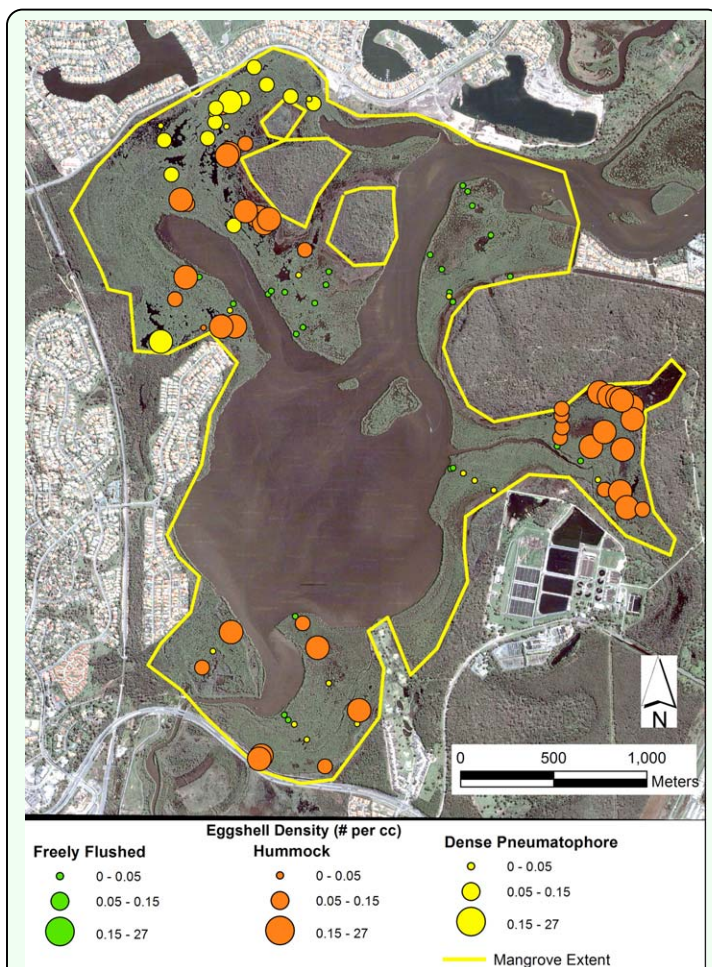 N
0 500 1,000
Meters
Eggshell Density (# per cc)
Freely Flushed Hummock Dense Pneumatophore
0 - 0.05 0 - 0.05 0 - 0.05
0.05 - 0.15 0.05 - 0.15 0.05 - 0.15
0.15 - 27 0.15 - 27 0.15 - 27
Mangrove Extent